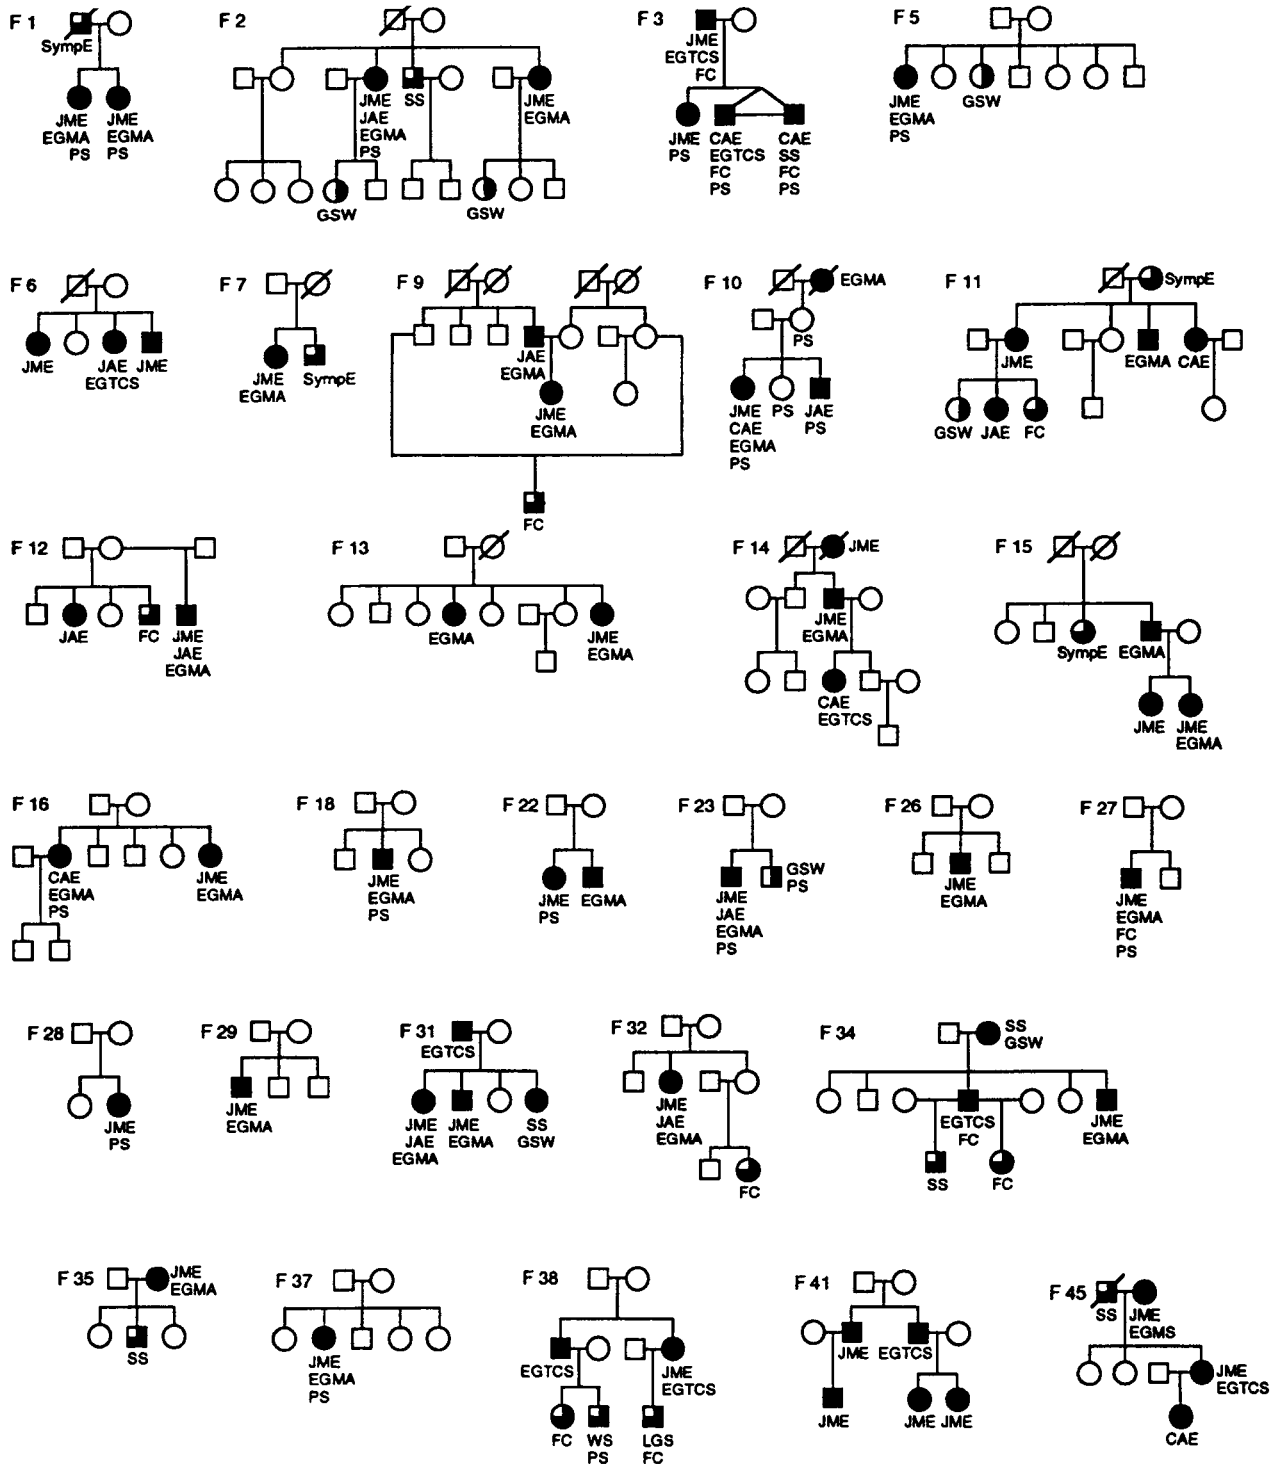 F 1
SympE
JME
EGMA
PS
JME
EGMA
PS
F 2
JME
JAE
EGMA
PS
SS
JME
EGMA
GSW
GSW
F 3
JME
EGTCS
FC
JME
PS
CAE
EGTCS
FC
PS
CAE
SS
FC
PS
F 5
JME
EGMA
PS
GSW
F 6
JME
JAE
EGTCS
JME
F 7
JME
EGMA
SympE
F 9
JAE
EGMA
JME
EGMA
FC
F 10
EGMA
PS
JME
CAE
EGMA
PS
PS
JAE
PS
F 11
SympE
JME
EGMA
CAE
GSW
JAE
FC
F 12
JAE
FC
JME
JAE
EGMA
F 13
EGMA
JME
EGMA
F 14
JME
JME
EGMA
CAE
EGTCS
F 15
SympE
EGMA
JME
JME
EGMA
F 16
CAE
EGMA
PS
JME
EGMA
F 18
JME
EGMA
PS
F 22
JME
PS
EGMA
F 23
JME
JAE
EGMA
PS
GSW
PS
F 26
JME
EGMA
F 27
JME
EGMA
FC
PS
F 28
JME
PS
F 29
JME
EGMA
F 31
EGTCS
JME
JAE
EGMA
JME
EGMA
SS
GSW
F 32
JME
JAE
EGMA
FC
F 34
SS
GSW
EGTCS
FC
JME
EGMA
SS
FC
F 35
JME
EGMA
SS
F 37
JME
EGMA
PS
F 38
EGTCS
JME
EGTCS
FC
WS
PS
LGS
FC
F 41
JME
EGTCS
JME
JME
JME
F 45
SS
JME
EGMS
JME
EGTCS
CAE